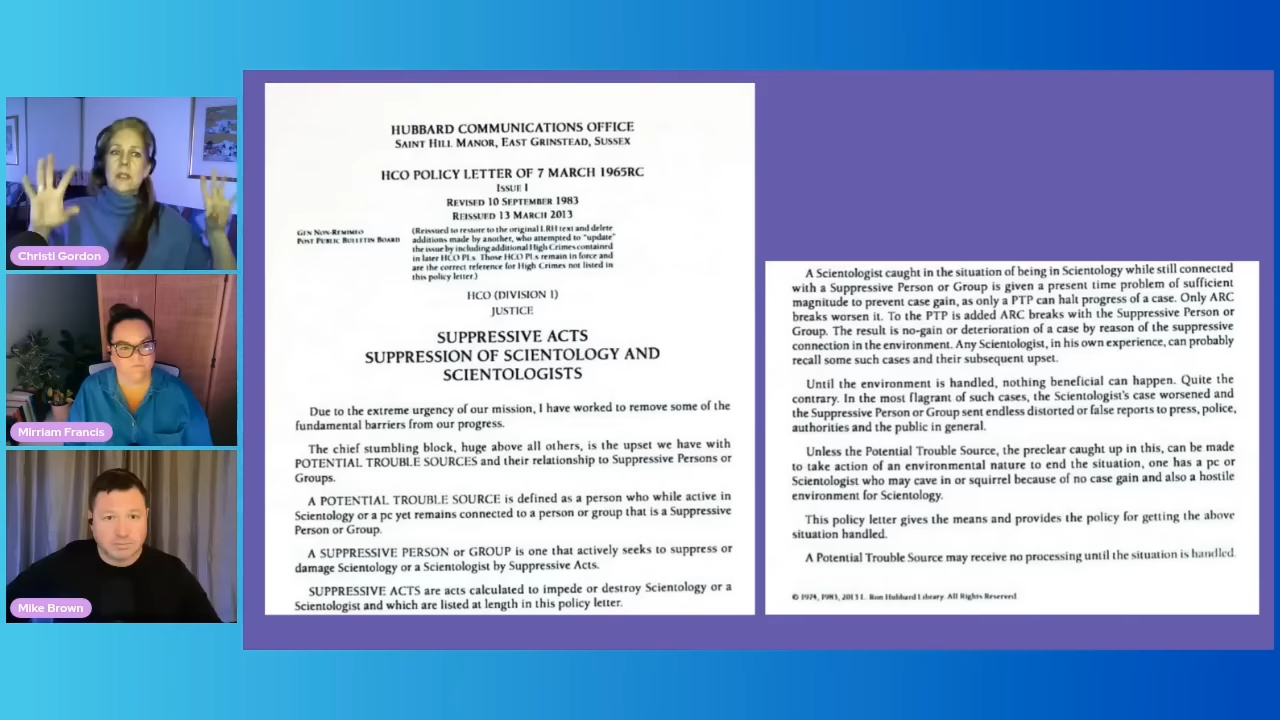 Christi Gordon
Mirriam Francis
Mike Brown
HUBBARD COMMUNICATIONS OFFICE
SAINT HILL MANOR, EAST GRINSTEAD, SUSSEX
HCO POLICY LETTER OF 7 MARCH 1965RC
ISSUE I
REVISED 10 SEPTEMBER 1983
REISSUED 13 MARCH 2013
GEN NON-REMIMEO
POST PUBLIC BULLETIN BOARD
(Reissued to restore to the original LRH text and delete
additions made by another, who attempted to "update"
the issue by including additional High Crimes contained
in later HCO PLs. Those HCO PLs remain in force and
are the correct reference for High Crimes not listed in
this policy letter.)
HCO (DIVISION 1)
JUSTICE
SUPPRESSIVE ACTS
SUPPRESSION OF SCIENTOLOGY AND
SCIENTOLOGISTS
Due to the extreme urgency of our mission, I have worked to remove some of the
fundamental barriers from our progress.
The chief stumbling block, huge above all others, is the upset we have with
POTENTIAL TROUBLE SOURCES and their relationship to Suppressive Persons or
Groups.
A POTENTIAL TROUBLE SOURCE is defined as a person who while active in
Scientology or a pc yet remains connected to a person or group that is a Suppressive
Person or Group.
A SUPPRESSIVE PERSON or GROUP is one that actively seeks to suppress or
damage Scientology or a Scientologist by Suppressive Acts.
SUPPRESSIVE ACTS are acts calculated to impede or destroy Scientology or a
Scientologist and which are listed at length in this policy letter.
A Scientologist caught in the situation of being in Scientology while still connected
with a Suppressive Person or Group is given a present time problem of sufficient
magnitude to prevent case gain, as only a PTP can halt progress of a case. Only ARC
breaks worsen it. To the PTP is added ARC breaks with the Suppressive Person or
Group. The result is no-gain or deterioration of a case by reason of the suppressive
connection in the environment. Any Scientologist, in his own experience, can probably
recall some such cases and their subsequent upset.
Until the environment is handled, nothing beneficial can happen. Quite the
contrary. In the most flagrant of such cases, the Scientologist's case worsened and
the Suppressive Person or Group sent endless distorted or false reports to press, police,
authorities and the public in general.
Unless the Potential Trouble Source, the preclear caught up in this, can be made
to take action of an environmental nature to end the situation, one has a pc or
Scientologist who may cave in or squirrel because of no case gain and also a hostile
environment for Scientology.
This policy letter gives the means and provides the policy for getting the above
situation handled.
A Potential Trouble Source may receive no processing until the situation is handled.
© 1974, 1983, 2013 L. Ron Hubbard Library. All Rights Reserved